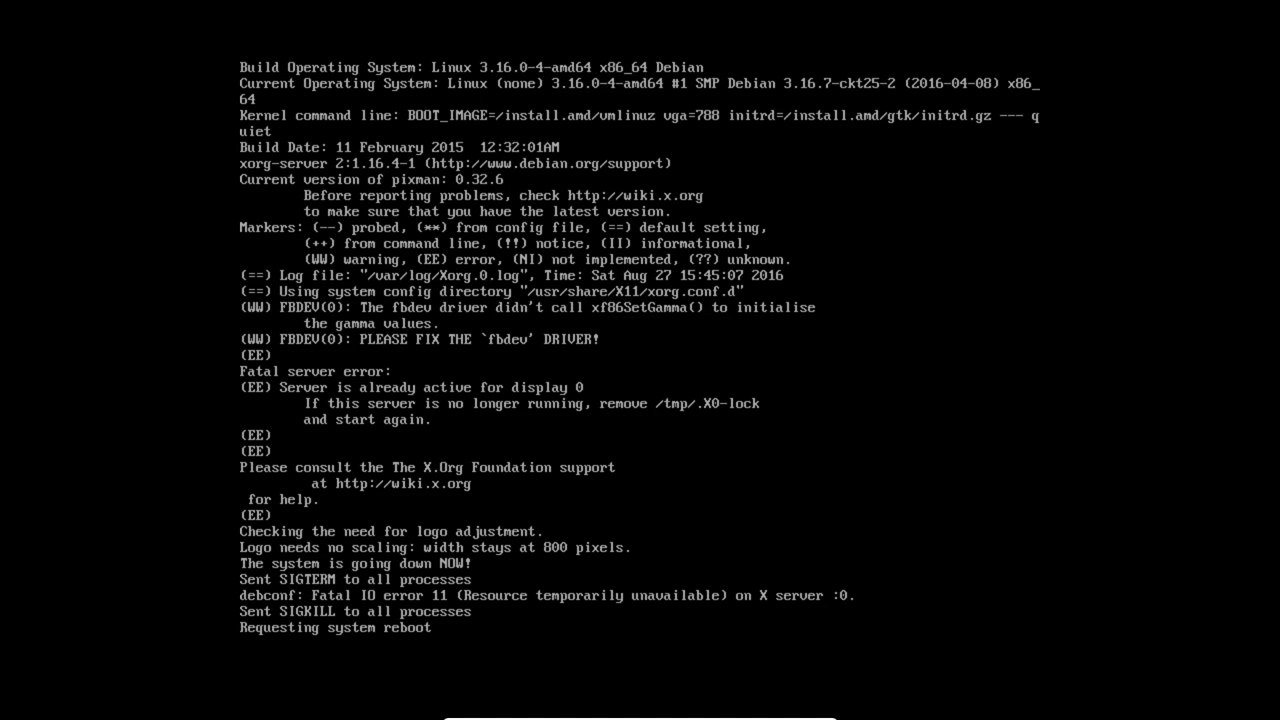 Build Operating System: Linux 3.16.0-4-amd64 x86_64 Debian
Current Operating System: Linux (none) 3.16.0-4-amd64 #1 SMP Debian 3.16.7-ckt25-2 (2016-04-08) x86_
64
Kernel command line: BOOT_IMAGE=/install.amd/vmlinuz vga=788 initrd=/install.amd/gtk/initrd.gz --- q
uiet
Build Date: 11 February 2015  12:32:01AM
xorg-server 2:1.16.4-1 (http://www.debian.org/support)
Current version of pixman: 0.32.6
        Before reporting problems, check http://wiki.x.org
        to make sure that you have the latest version.
Markers: (--) probed, (**) from config file, (==) default setting,
        (++) from command line, (!!) notice, (II) informational,
        (WW) warning, (EE) error, (NI) not implemented, (??) unknown.
(==) Log file: "/var/log/Xorg.0.log", Time: Sat Aug 27 15:45:07 2016
(==) Using system config directory "/usr/share/X11/xorg.conf.d"
(WW) FBDEV(0): The fbdev driver didn't call xf86SetGamma() to initialise
        the gamma values.
(WW) FBDEV(0): PLEASE FIX THE `fbdev' DRIVER!
(EE)
Fatal server error:
(EE) Server is already active for display 0
        If this server is no longer running, remove /tmp/.X0-lock
        and start again.
(EE)
(EE)
Please consult the The X.Org Foundation support
         at http://wiki.x.org
 for help.
(EE)
Checking the need for logo adjustment.
Logo needs no scaling: width stays at 800 pixels.
The system is going down NOW!
Sent SIGTERM to all processes
debconf: Fatal IO error 11 (Resource temporarily unavailable) on X server :0.
Sent SIGKILL to all processes
Requesting system reboot